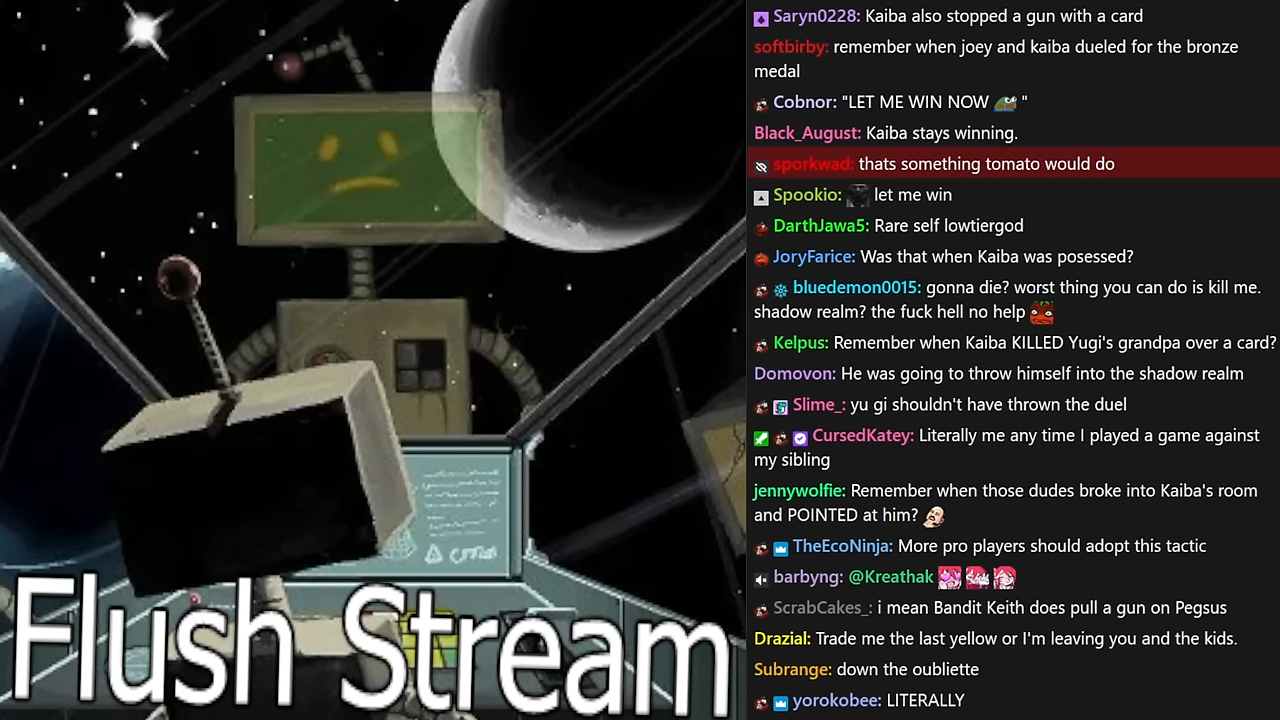 Saryn0228: Kaiba also stopped a gun with a card
softbirby: remember when joey and kaiba dueled for the bronze
medal
Cobnor: "LET ME WIN NOW "
Black_August: Kaiba stays winning.
sporkwad: thats something tomato would do
Spookio: let me win
DarthJawa5: Rare self lowtiergod
JoryFarice: Was that when Kaiba was posessed?
bluedemon0015: gonna die? worst thing you can do is kill me.
shadow realm? the fuck hell no help
Kelpus: Remember when Kaiba KILLED Yugi's grandpa over a card?
Domovon: He was going to throw himself into the shadow realm
Slime_: yu gi shouldn't have thrown the duel
CursedKatey: Literally me any time I played a game against
my sibling
jennywolfie: Remember when those dudes broke into Kaiba's room
and POINTED at him?
TheEcoNinja: More pro players should adopt this tactic
barbyng: @Kreathak
ScrabCakes_: i mean Bandit Keith does pull a gun on Pegsus
Drazial: Trade me the last yellow or I'm leaving you and the kids.
Subrange: down the oubliette
yorokobee: LITERALLY
Flush Stream